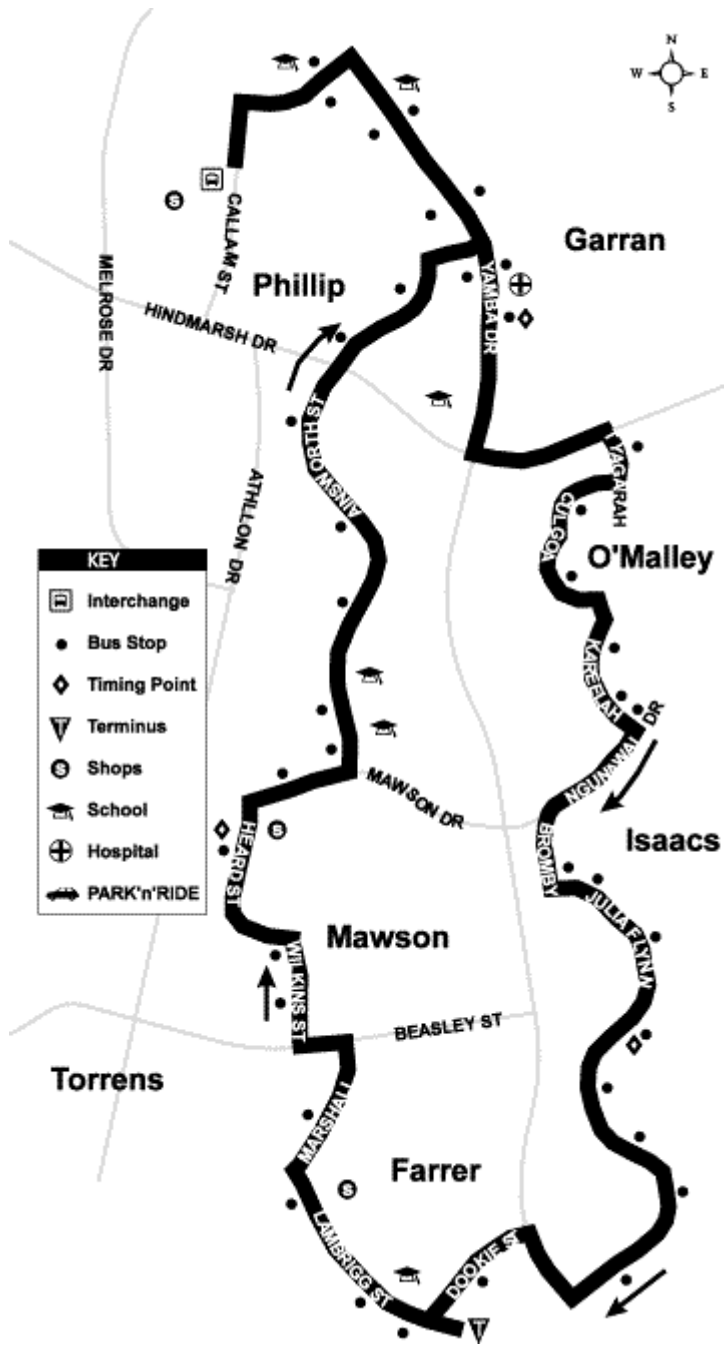 N
W E
S
Garran
CALLAM ST
Phillip
MELROSE DR
HINDMARSH DR
YAMBA DR
AINSWORTH ST
ATHLLON DR
TYAGARAH
CULGOA
O'Malley
KAREELAH
NGUNAWAL DR
KEY
Interchange
Bus Stop
Timing Point
T Terminus
S Shops
School
Hospital
PARK'n'RIDE
MAWSON DR
BROMBY
Isaacs
HEARD ST
JULIA FLYNN
Mawson
WILKINS ST
BEASLEY ST
Torrens
MARSHALL
Farrer
S
LAMBRIGG ST
DOOKIE ST
T
S
S